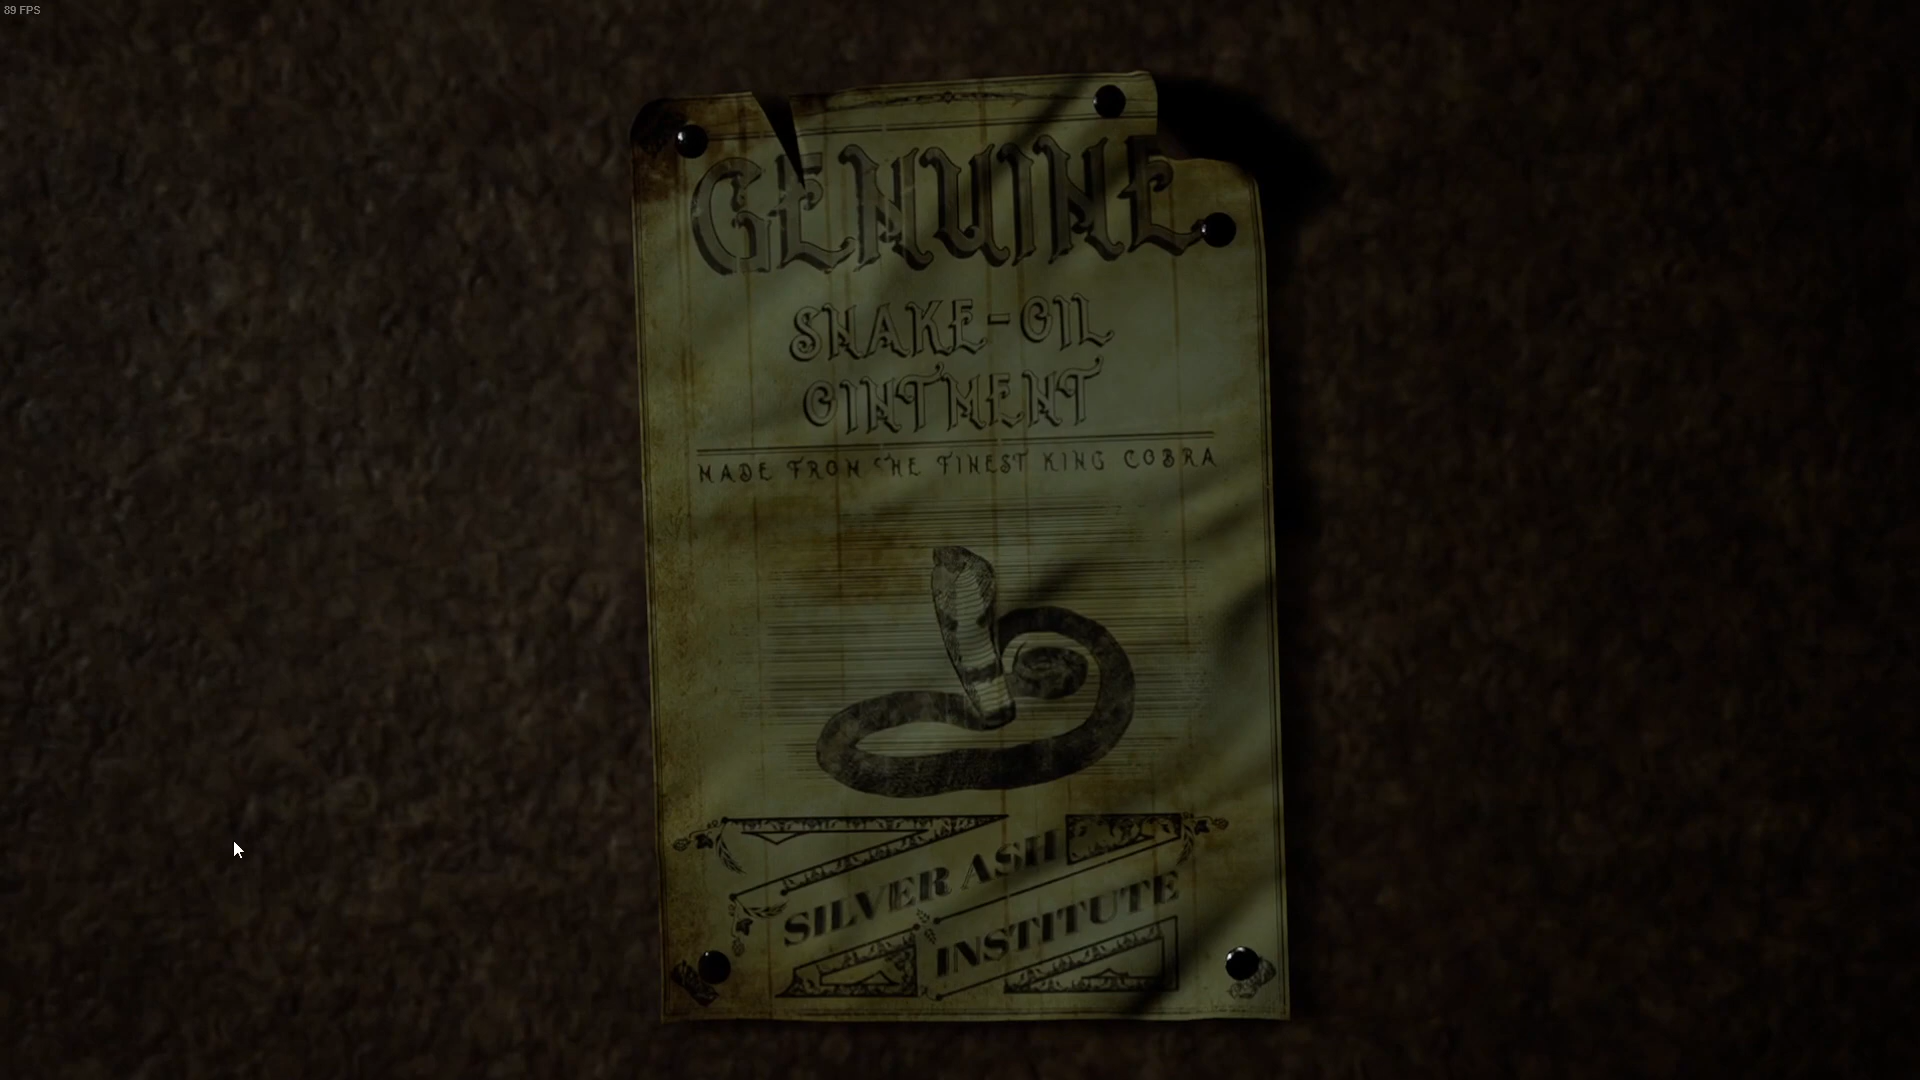 89 FPS
GENUINE
SNAKE-OIL
OINTMENT
MADE FROM THE FINEST KING COBRA
SILVER ASH
INSTITUTE